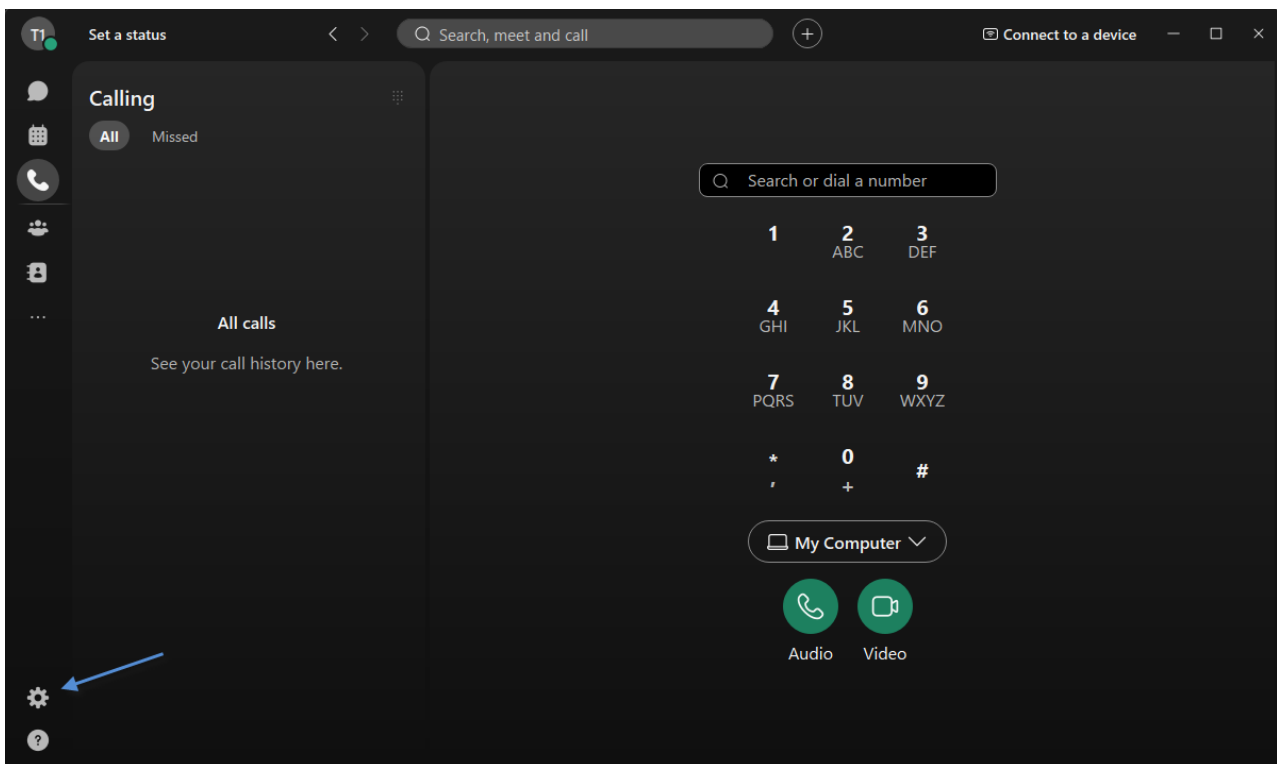 T1 Set a status
Search, meet and call
Connect to a device
Calling
All Missed
All calls
See your call history here.
Search or dial a number
1 2 3
ABC DEF
4 5 6
GHI JKL MNO
7 8 9
PQRS TUV WXYZ
* 0 #
, +
My Computer
Audio Video
?